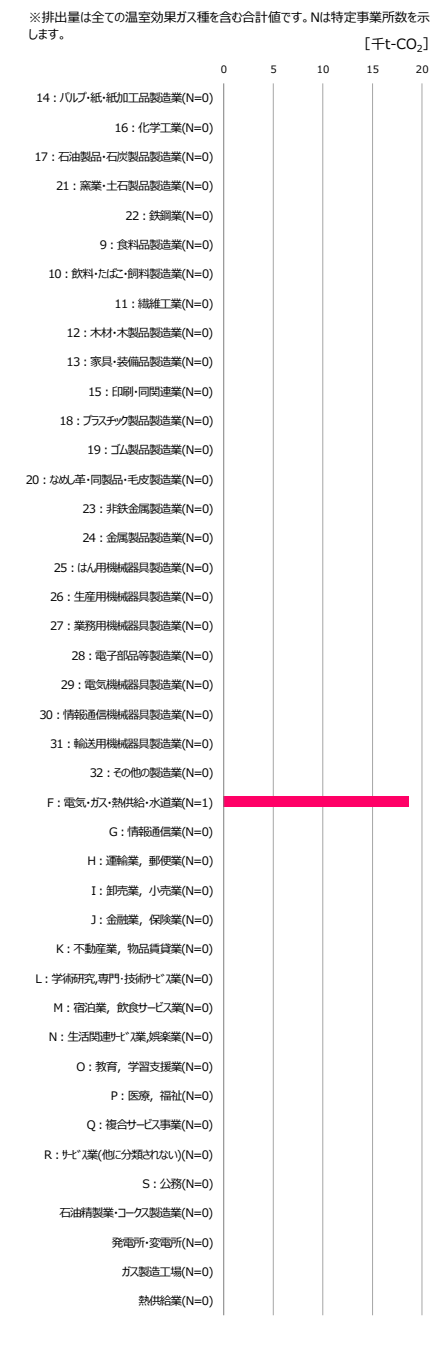 ※排出量は全ての温室効果ガス種を含む合計値です。Nは特定事業所数を示
します。
[千t-CO₂]
0 5 10 15 20
14：パルプ・紙・紙加工品製造業(N=0)
16：化学工業(N=0)
17：石油製品・石炭製品製造業(N=0)
21：窯業・土石製品製造業(N=0)
22：鉄鋼業(N=0)
9：食料品製造業(N=0)
10：飲料・たばこ・飼料製造業(N=0)
11：繊維工業(N=0)
12：木材・木製品製造業(N=0)
13：家具・装備品製造業(N=0)
15：印刷・同関連業(N=0)
18：プラスチック製品製造業(N=0)
19：ゴム製品製造業(N=0)
20：なめし革・同製品・毛皮製造業(N=0)
23：非鉄金属製造業(N=0)
24：金属製品製造業(N=0)
25：はん用機械器具製造業(N=0)
26：生産用機械器具製造業(N=0)
27：業務用機械器具製造業(N=0)
28：電子部品等製造業(N=0)
29：電気機械器具製造業(N=0)
30：情報通信機械器具製造業(N=0)
31：輸送用機械器具製造業(N=0)
32：その他の製造業(N=0)
F：電気・ガス・熱供給・水道業(N=1)
G：情報通信業(N=0)
H：運輸業，郵便業(N=0)
I：卸売業，小売業(N=0)
J：金融業，保険業(N=0)
K：不動産業，物品賃貸業(N=0)
L：学術研究,専門・技術ｻｰﾋﾞｽ業(N=0)
M：宿泊業，飲食サービス業(N=0)
N：生活関連ｻｰﾋﾞｽ業,娯楽業(N=0)
O：教育，学習支援業(N=0)
P：医療，福祉(N=0)
Q：複合サービス事業(N=0)
R：ｻｰﾋﾞｽ業(他に分類されない)(N=0)
S：公務(N=0)
石油精製業・コークス製造業(N=0)
発電所・変電所(N=0)
ガス製造工場(N=0)
熱供給業(N=0)